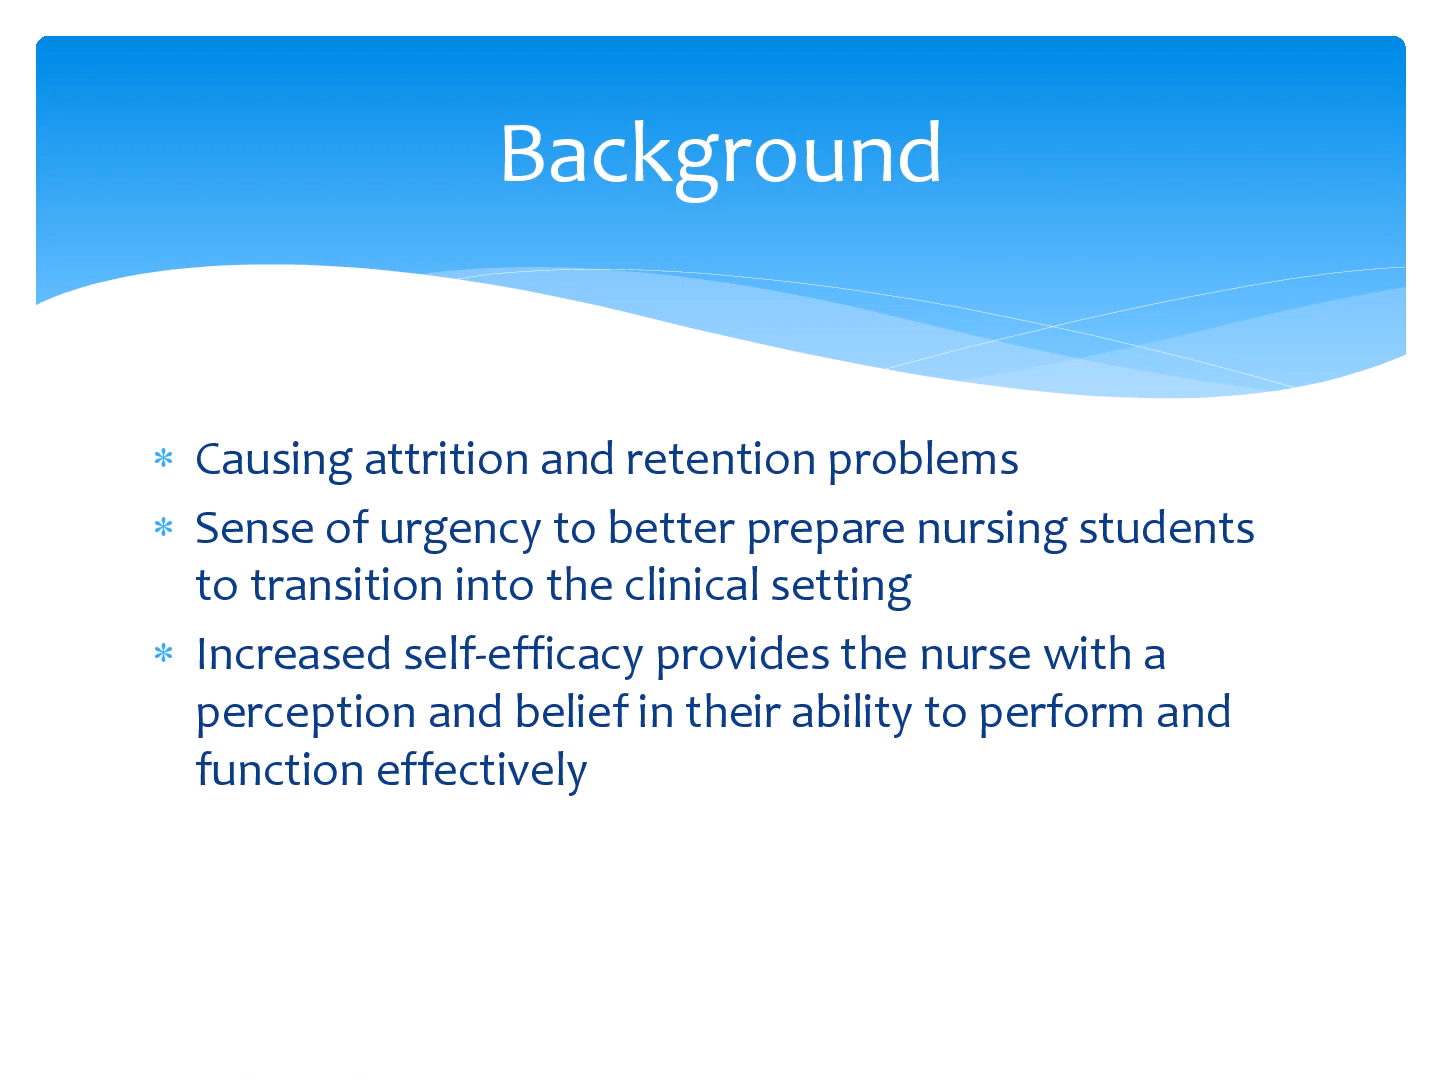 Background
* Causing attrition and retention problems
* Sense of urgency to better prepare nursing students
to transition into the clinical setting
* Increased self-efficacy provides the nurse with a
perception and belief in their ability to perform and
function effectively